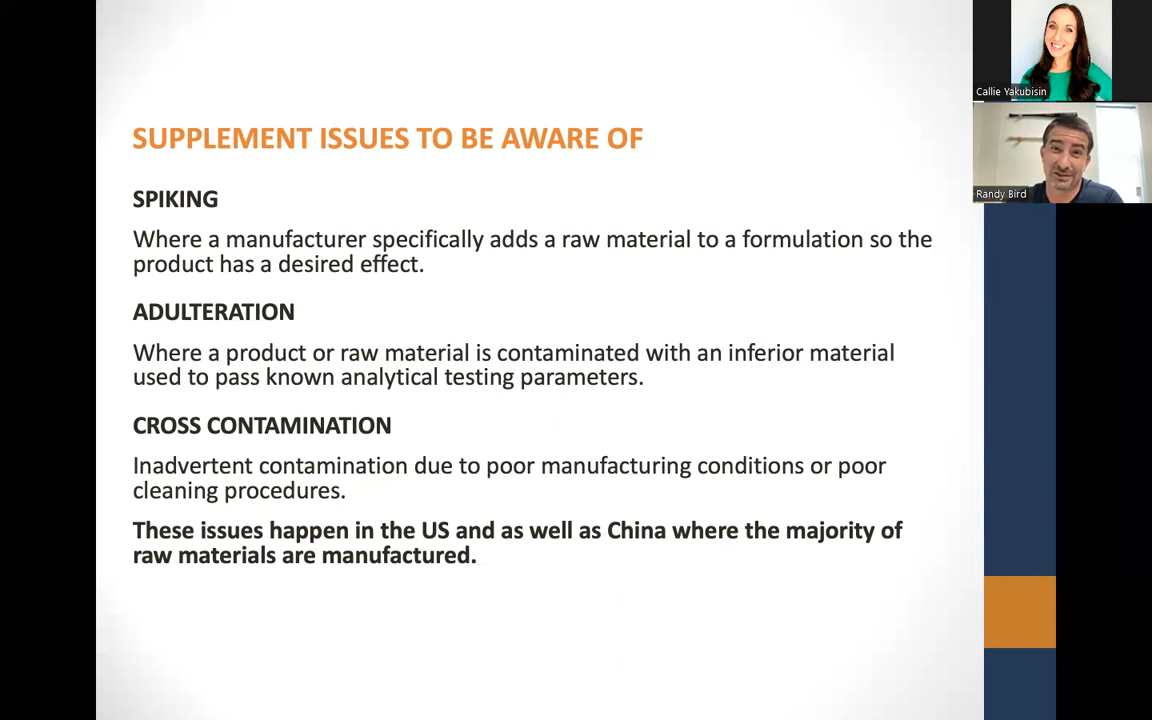 SUPPLEMENT ISSUES TO BE AWARE OF
SPIKING
Where a manufacturer specifically adds a raw material to a formulation so the
product has a desired effect.
ADULTERATION
Where a product or raw material is contaminated with an inferior material
used to pass known analytical testing parameters.
CROSS CONTAMINATION
Inadvertent contamination due to poor manufacturing conditions or poor
cleaning procedures.
These issues happen in the US and as well as China where the majority of
raw materials are manufactured.
Callie Yakubisin
Randy Bird